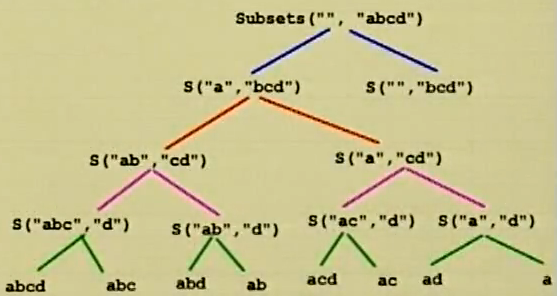 Subsets("", "abcd")
S("a","bcd") S("","bcd")
S("ab","cd") S("a","cd")
S("abc","d") S("ab","d") S("ac","d") S("a","d")
abcd abc abd ab acd ac ad a